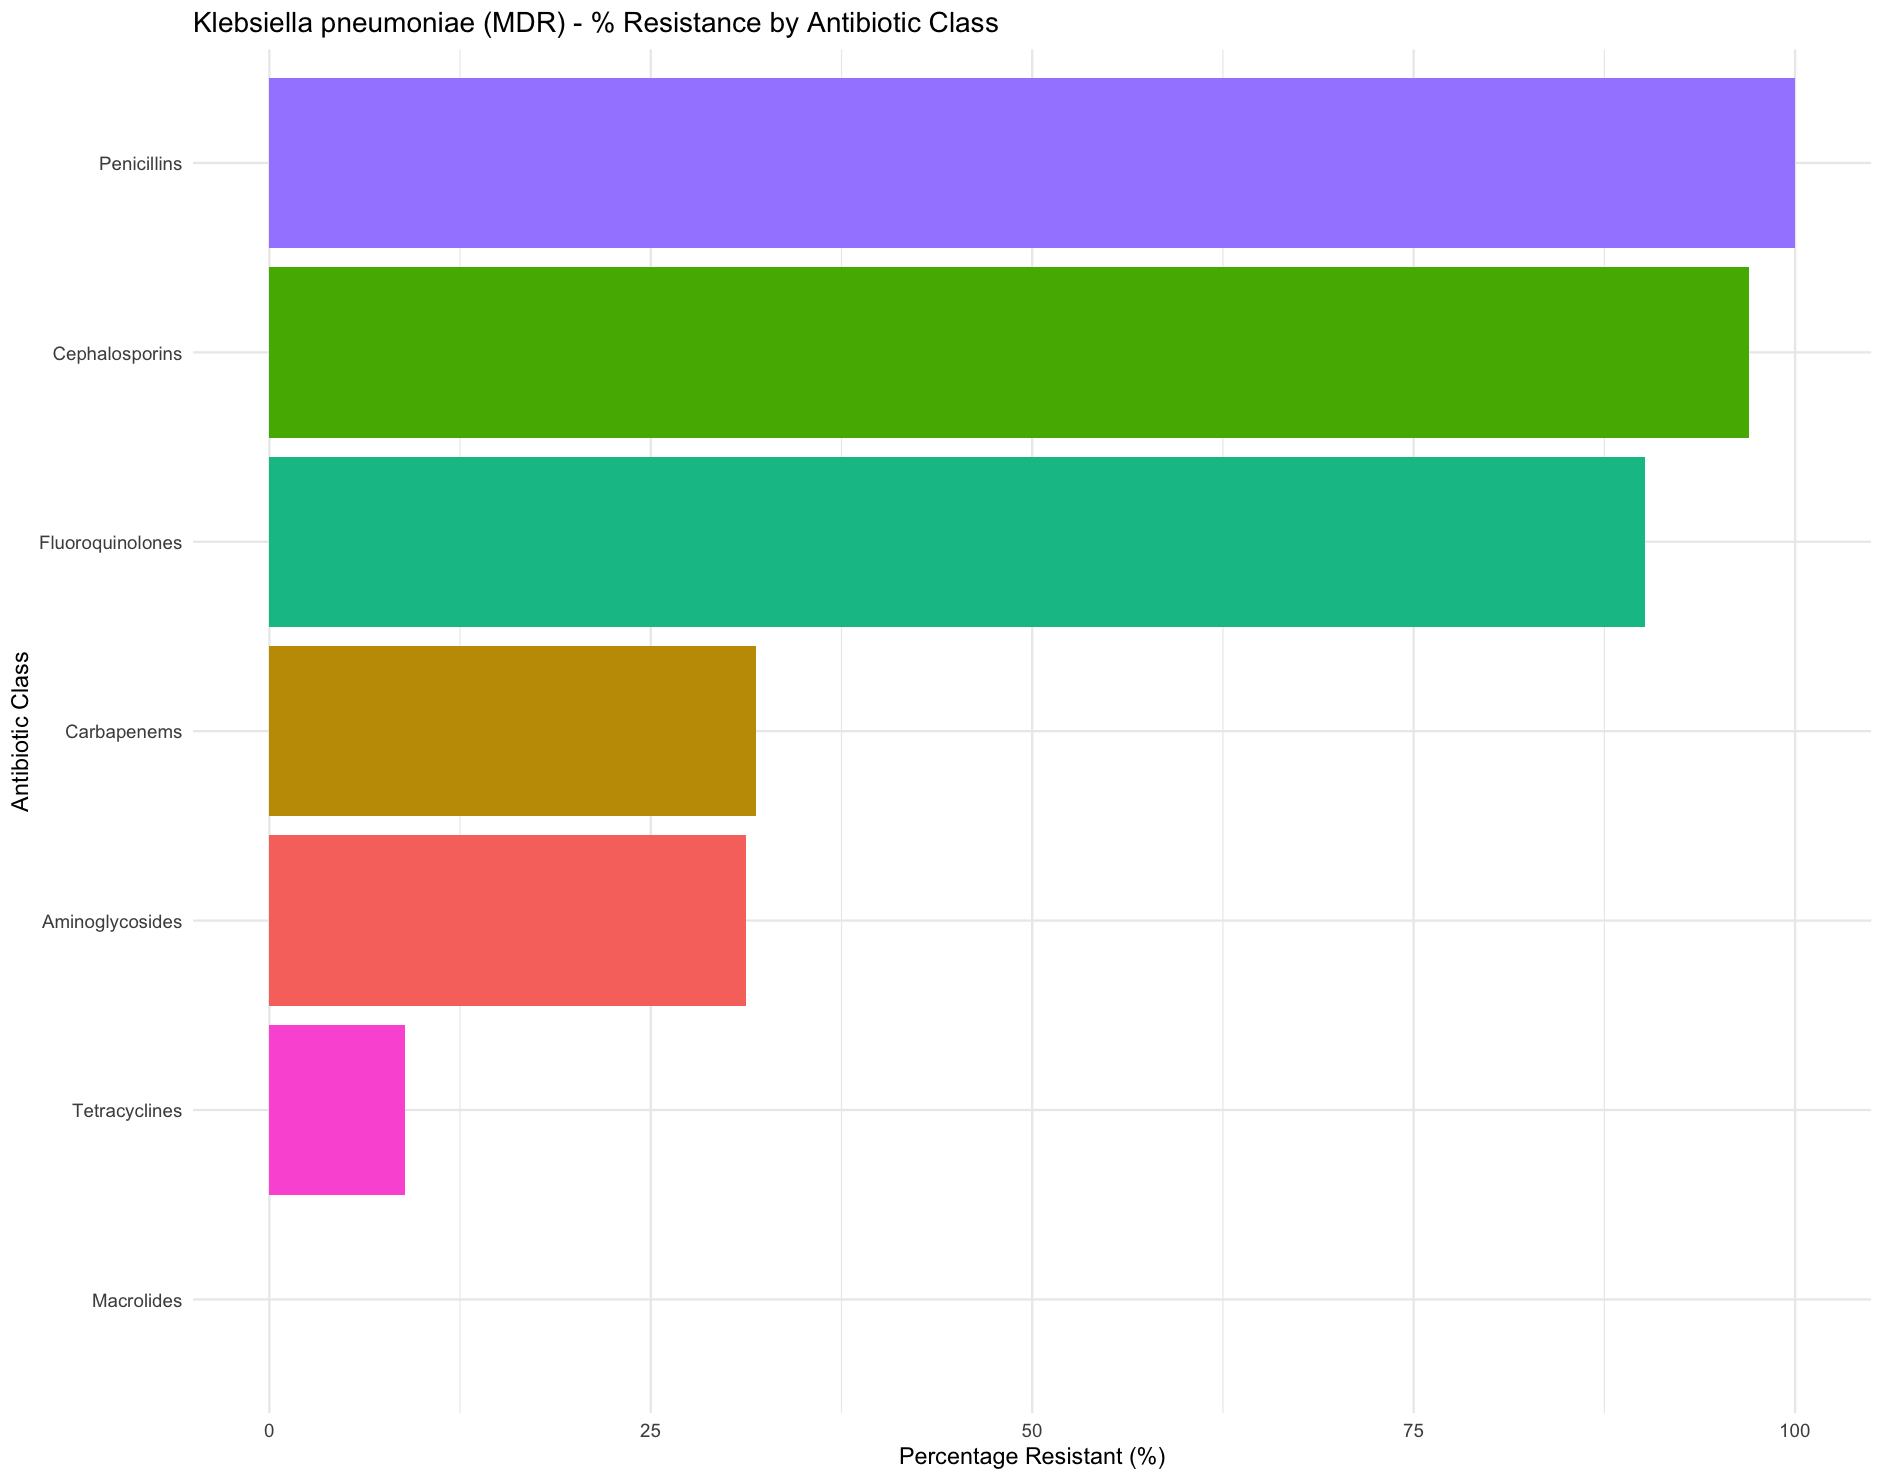 Klebsiella pneumoniae (MDR) - % Resistance by Antibiotic Class
Antibiotic Class
Penicillins
Cephalosporins
Fluoroquinolones
Carbapenems
Aminoglycosides
Tetracyclines
Macrolides
0 25 50 75 100
Percentage Resistant (%)